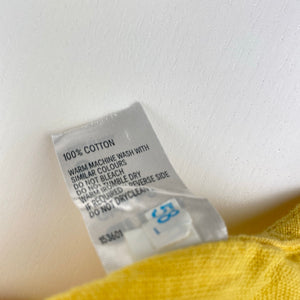 100% COTTON
WARM MACHINE WASH WITH
SIMILAR COLOURS
DO NOT BLEACH
DO NOT TUMBLE DRY
IF REQUIRED REVERSE SIDE
DO NOT DRYCLEAN
153601